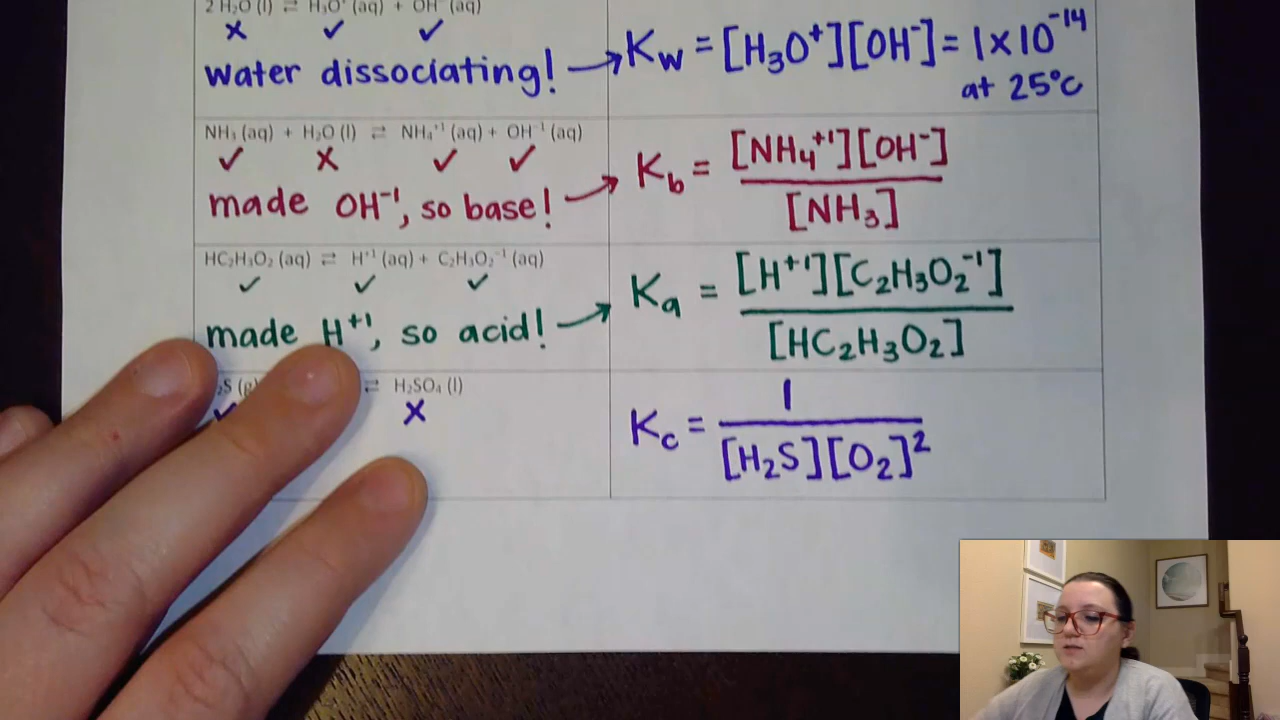 2 H₂O (l) ⇌ H₃O⁺ (aq) + OH⁻ (aq)
✗ ✓ ✓
water dissociating! → Kw = [H₃O⁺][OH⁻] = 1x10⁻¹⁴
at 25°C
NH₃ (aq) + H₂O (l) ⇌ NH₄⁺¹ (aq) + OH⁻¹ (aq)
✓ ✗ ✓ ✓
made OH⁻¹, so base! → Kb = [NH₄⁺¹][OH⁻]
[NH₃]
HC₂H₃O₂ (aq) ⇌ H⁺¹ (aq) + C₂H₃O₂⁻¹ (aq)
✓ ✓ ✓
made H⁺¹, so acid! → Ka = [H⁺¹][C₂H₃O₂⁻¹]
[HC₂H₃O₂]
₂S (g) ⇌ H₂SO₄ (l)
✓ ✗
Kc = 1
[H₂S][O₂]²